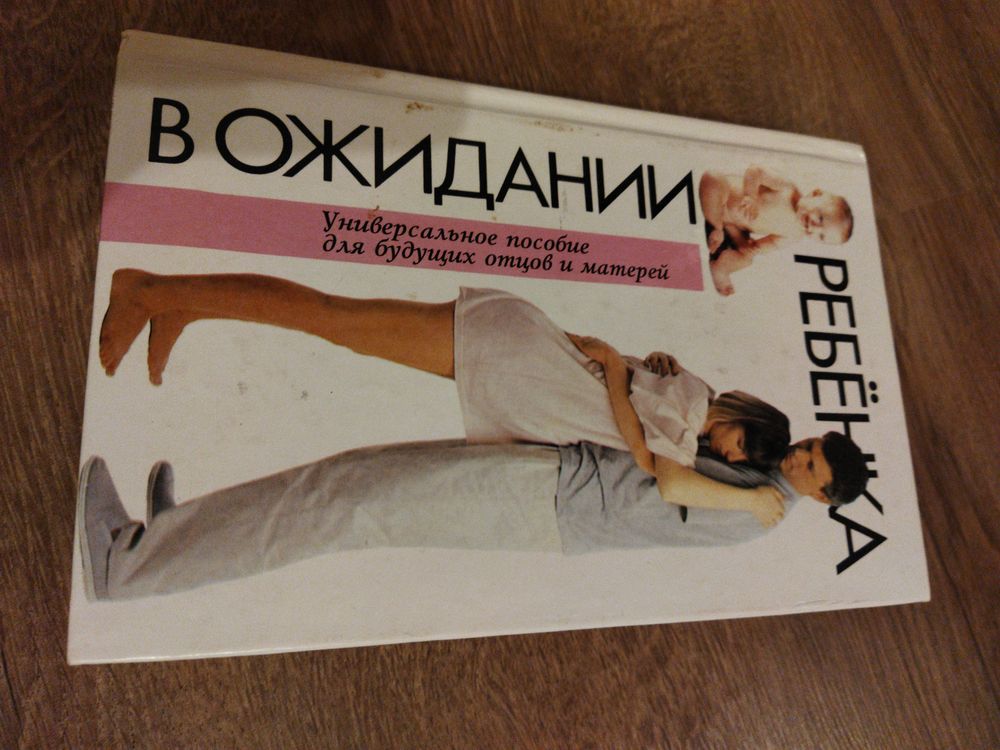 В ОЖИДАНИИ
РЕБЁНКА
Универсальное пособие
для будущих отцов и матерей